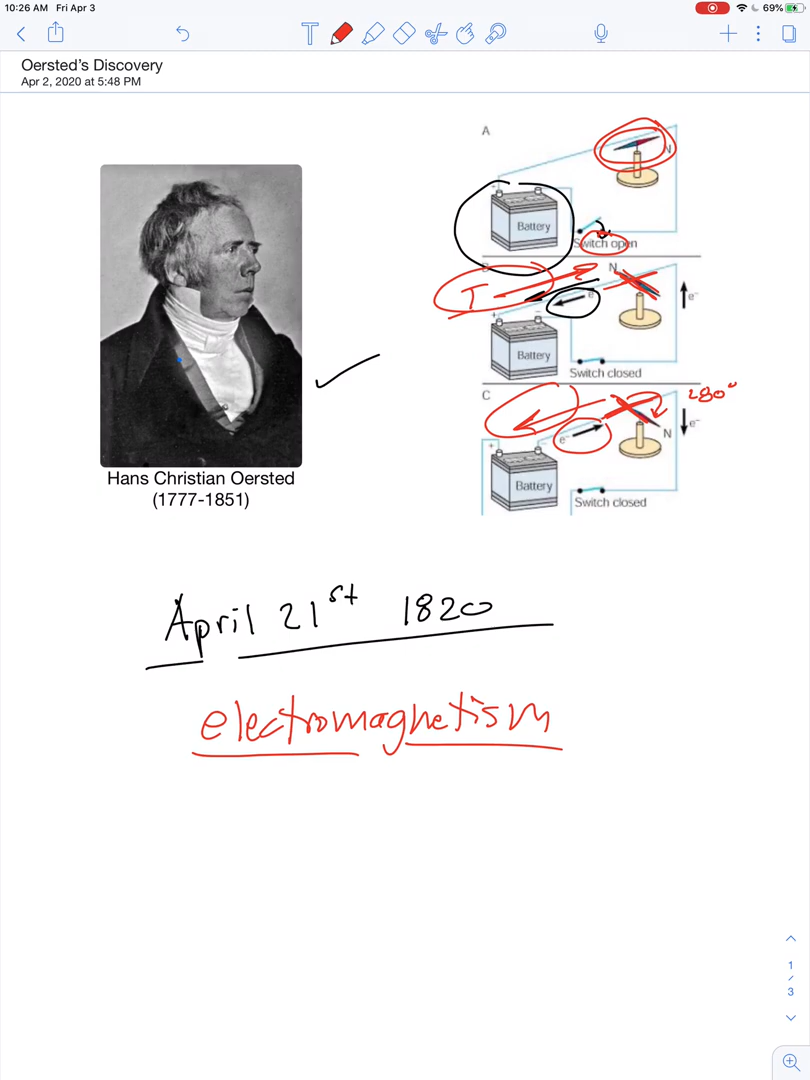 10:26 AM Fri Apr 3
69%
Oersted's Discovery
Apr 2, 2020 at 5:48 PM
A
N
+
Battery
Switch open
N
I
e⁻
e⁻
+ −
Battery
Switch closed
C
180°
e⁻
N
e⁻
+ −
Battery
Switch closed
Hans Christian Oersted
(1777-1851)
April 21st 1820
electromagnetism
1
/
3